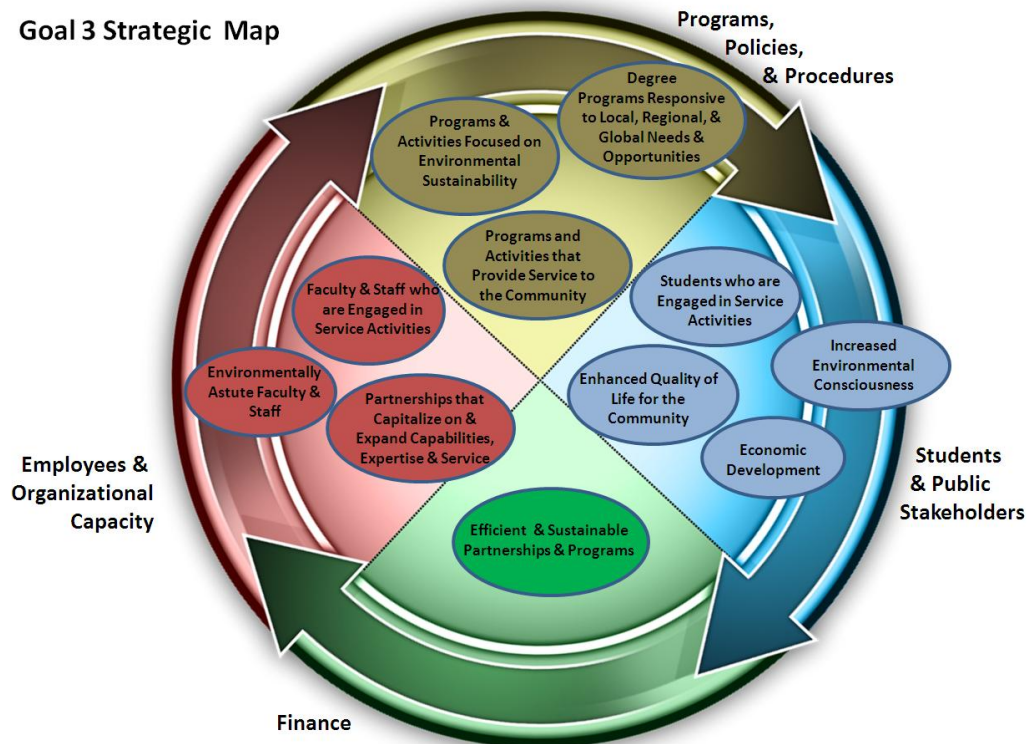 Goal 3 Strategic Map
Programs,
Policies,
& Procedures
Degree
Programs Responsive
to Local, Regional, &
Global Needs &
Opportunities
Programs &
Activities Focused on
Environmental
Sustainability
Programs and
Activities that
Provide Service to
the Community
Faculty & Staff who
are Engaged in
Service Activities
Environmentally
Astute Faculty &
Staff
Partnerships that
Capitalize on &
Expand Capabilities,
Expertise & Service
Students who are
Engaged in Service
Activities
Increased
Environmental
Consciousness
Enhanced Quality of
Life for the
Community
Economic
Development
Efficient & Sustainable
Partnerships & Programs
Employees &
Organizational
Capacity
Students
& Public
Stakeholders
Finance